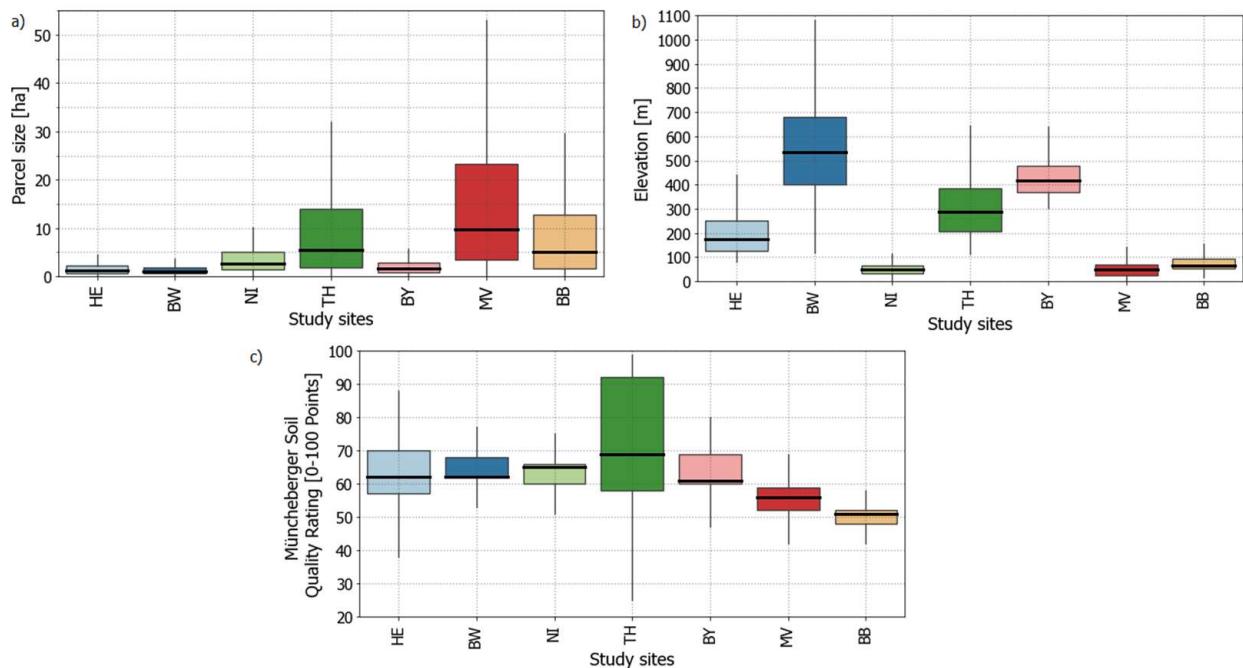 a)
Parcel size [ha]
50
40
30
20
10
0
HE BW NI TH BY MV BB
Study sites
b)
Elevation [m]
1100
1000
900
800
700
600
500
400
300
200
100
0
HE BW NI TH BY MV BB
Study sites
c)
Müncheberger Soil
Quality Rating [0-100 Points]
100
90
80
70
60
50
40
30
20
HE BW NI TH BY MV BB
Study sites